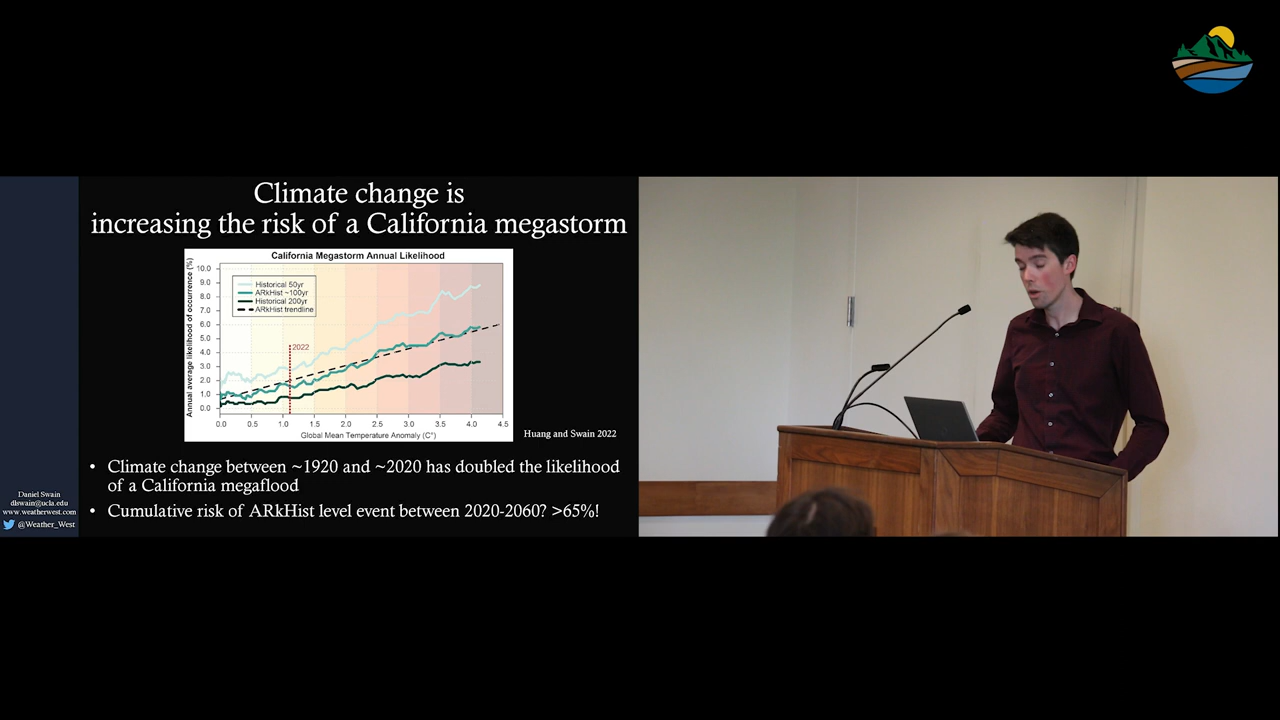 Climate change is
increasing the risk of a California megastorm
California Megastorm Annual Likelihood
Annual average likelihood of occurrence (%)
10.0
9.0
8.0
7.0
6.0
5.0
4.0
3.0
2.0
1.0
0.0
Historical 50yr
ARkHist ~100yr
Historical 200yr
ARkHist trendline
2022
0.0 0.5 1.0 1.5 2.0 2.5 3.0 3.5 4.0 4.5
Global Mean Temperature Anomaly (C°)
Huang and Swain 2022
• Climate change between ~1920 and ~2020 has doubled the likelihood
of a California megaflood
• Cumulative risk of ARkHist level event between 2020-2060? >65%!
Daniel Swain
dlswain@ucla.edu
www.weatherwest.com
@Weather_West